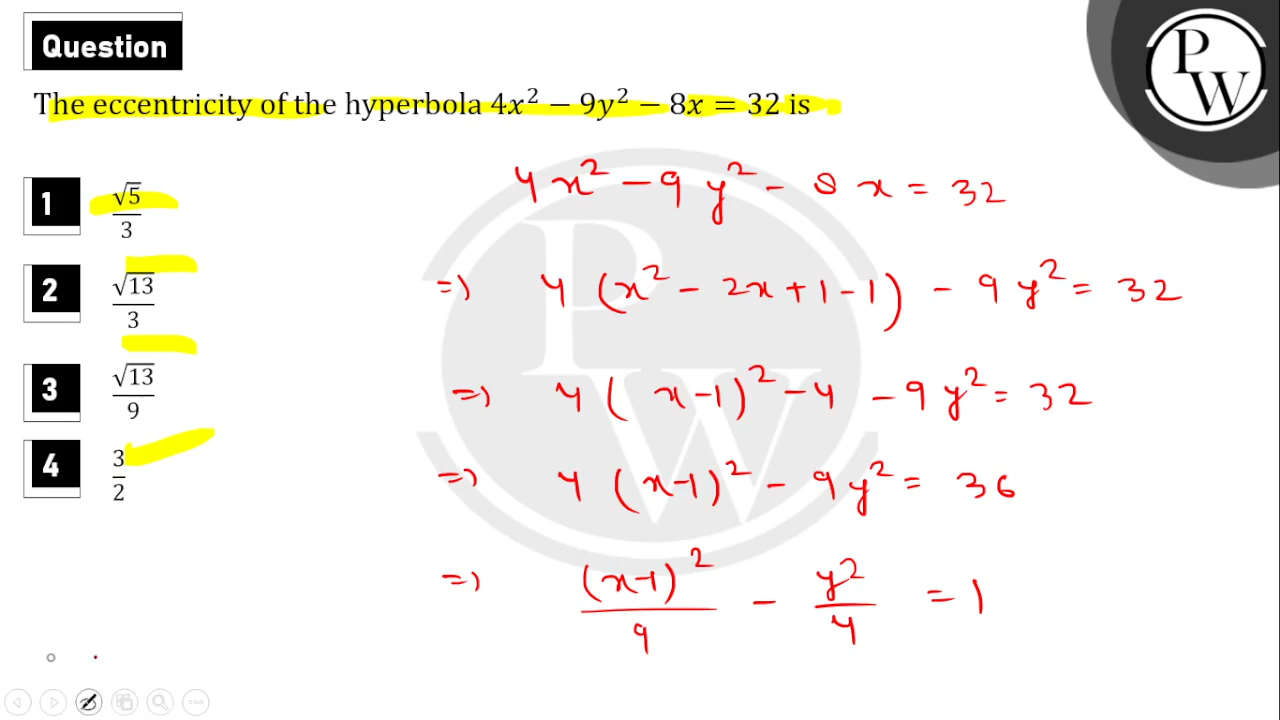 Question
The eccentricity of the hyperbola 4x² − 9y² − 8x = 32 is
1 √5/3
2 √13/3
3 √13/9
4 3/2
4x² − 9y² − 8x = 32
=) 4(x² − 2x + 1 − 1) − 9y² = 32
=) 4(x−1)² − 4 − 9y² = 32
=) 4(x−1)² − 9y² = 36
=) (x−1)²/9 − y²/4 = 1
P
W
P
W